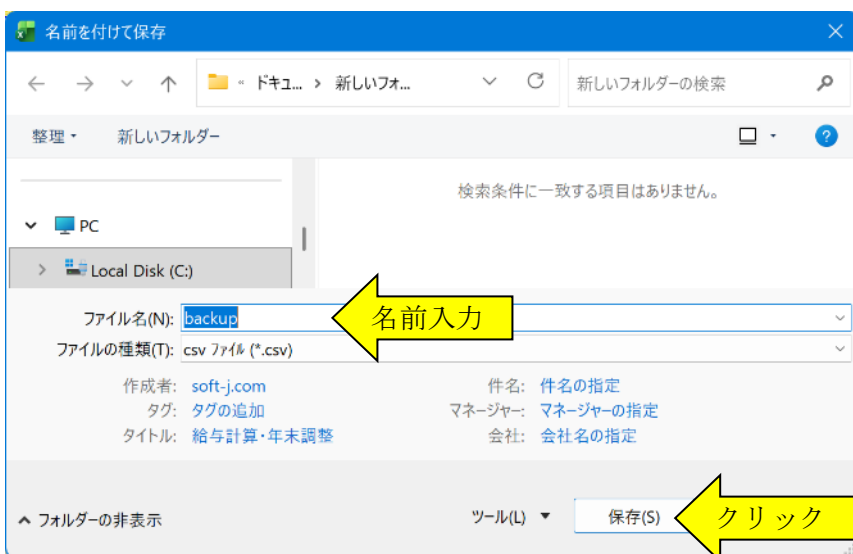 名前を付けて保存
« ドキュ... › 新しいフォ...
新しいフォルダーの検索
整理
新しいフォルダー
検索条件に一致する項目はありません。
PC
Local Disk (C:)
ファイル名(N): backup
名前入力
ファイルの種類(T): csv ファイル (*.csv)
作成者: soft-j.com
件名: 件名の指定
タグ: タグの追加
マネージャー: マネージャーの指定
タイトル: 給与計算・年末調整
会社: 会社名の指定
フォルダーの非表示
ツール(L)
保存(S)
クリック